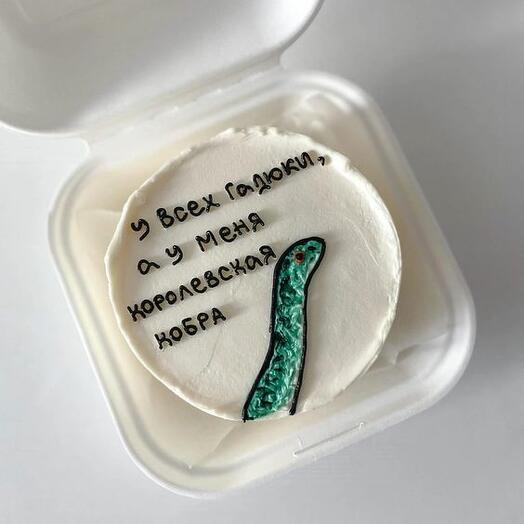 у всех гадюки,
а у меня
королевская
кобра